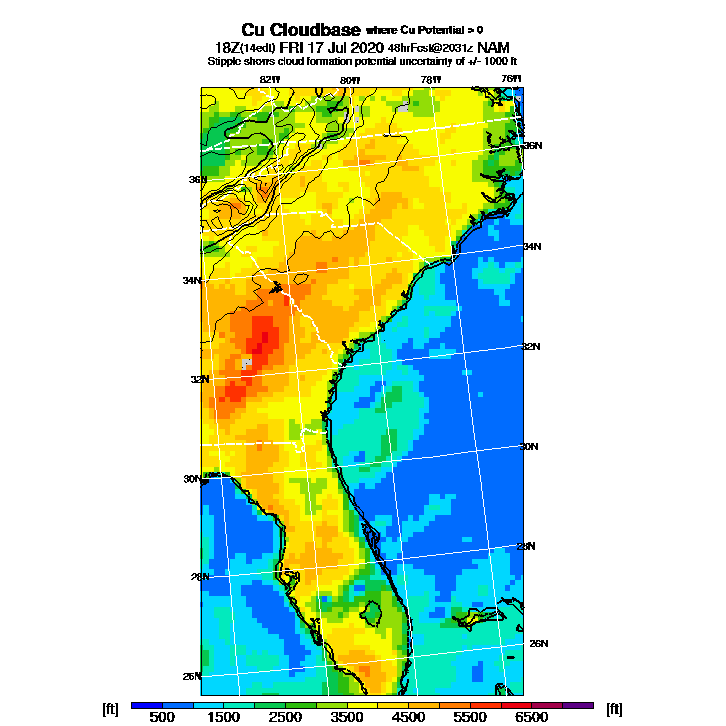 Cu Cloudbase where Cu Potential > 0
18Z(14edt) FRI 17 Jul 2020 48hrFcst@2031z NAM
Stipple shows cloud formation potential uncertainty of +/- 1000 ft
82W 80W 78W 76W
36N
36N
34N
34N
32N
32N
30N
30N
28N
28N
26N
26N
[ft] 500 1500 2500 3500 4500 5500 6500 [ft]